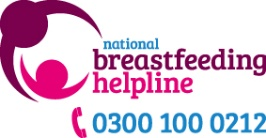 national
breastfeeding
helpline
0300 100 0212